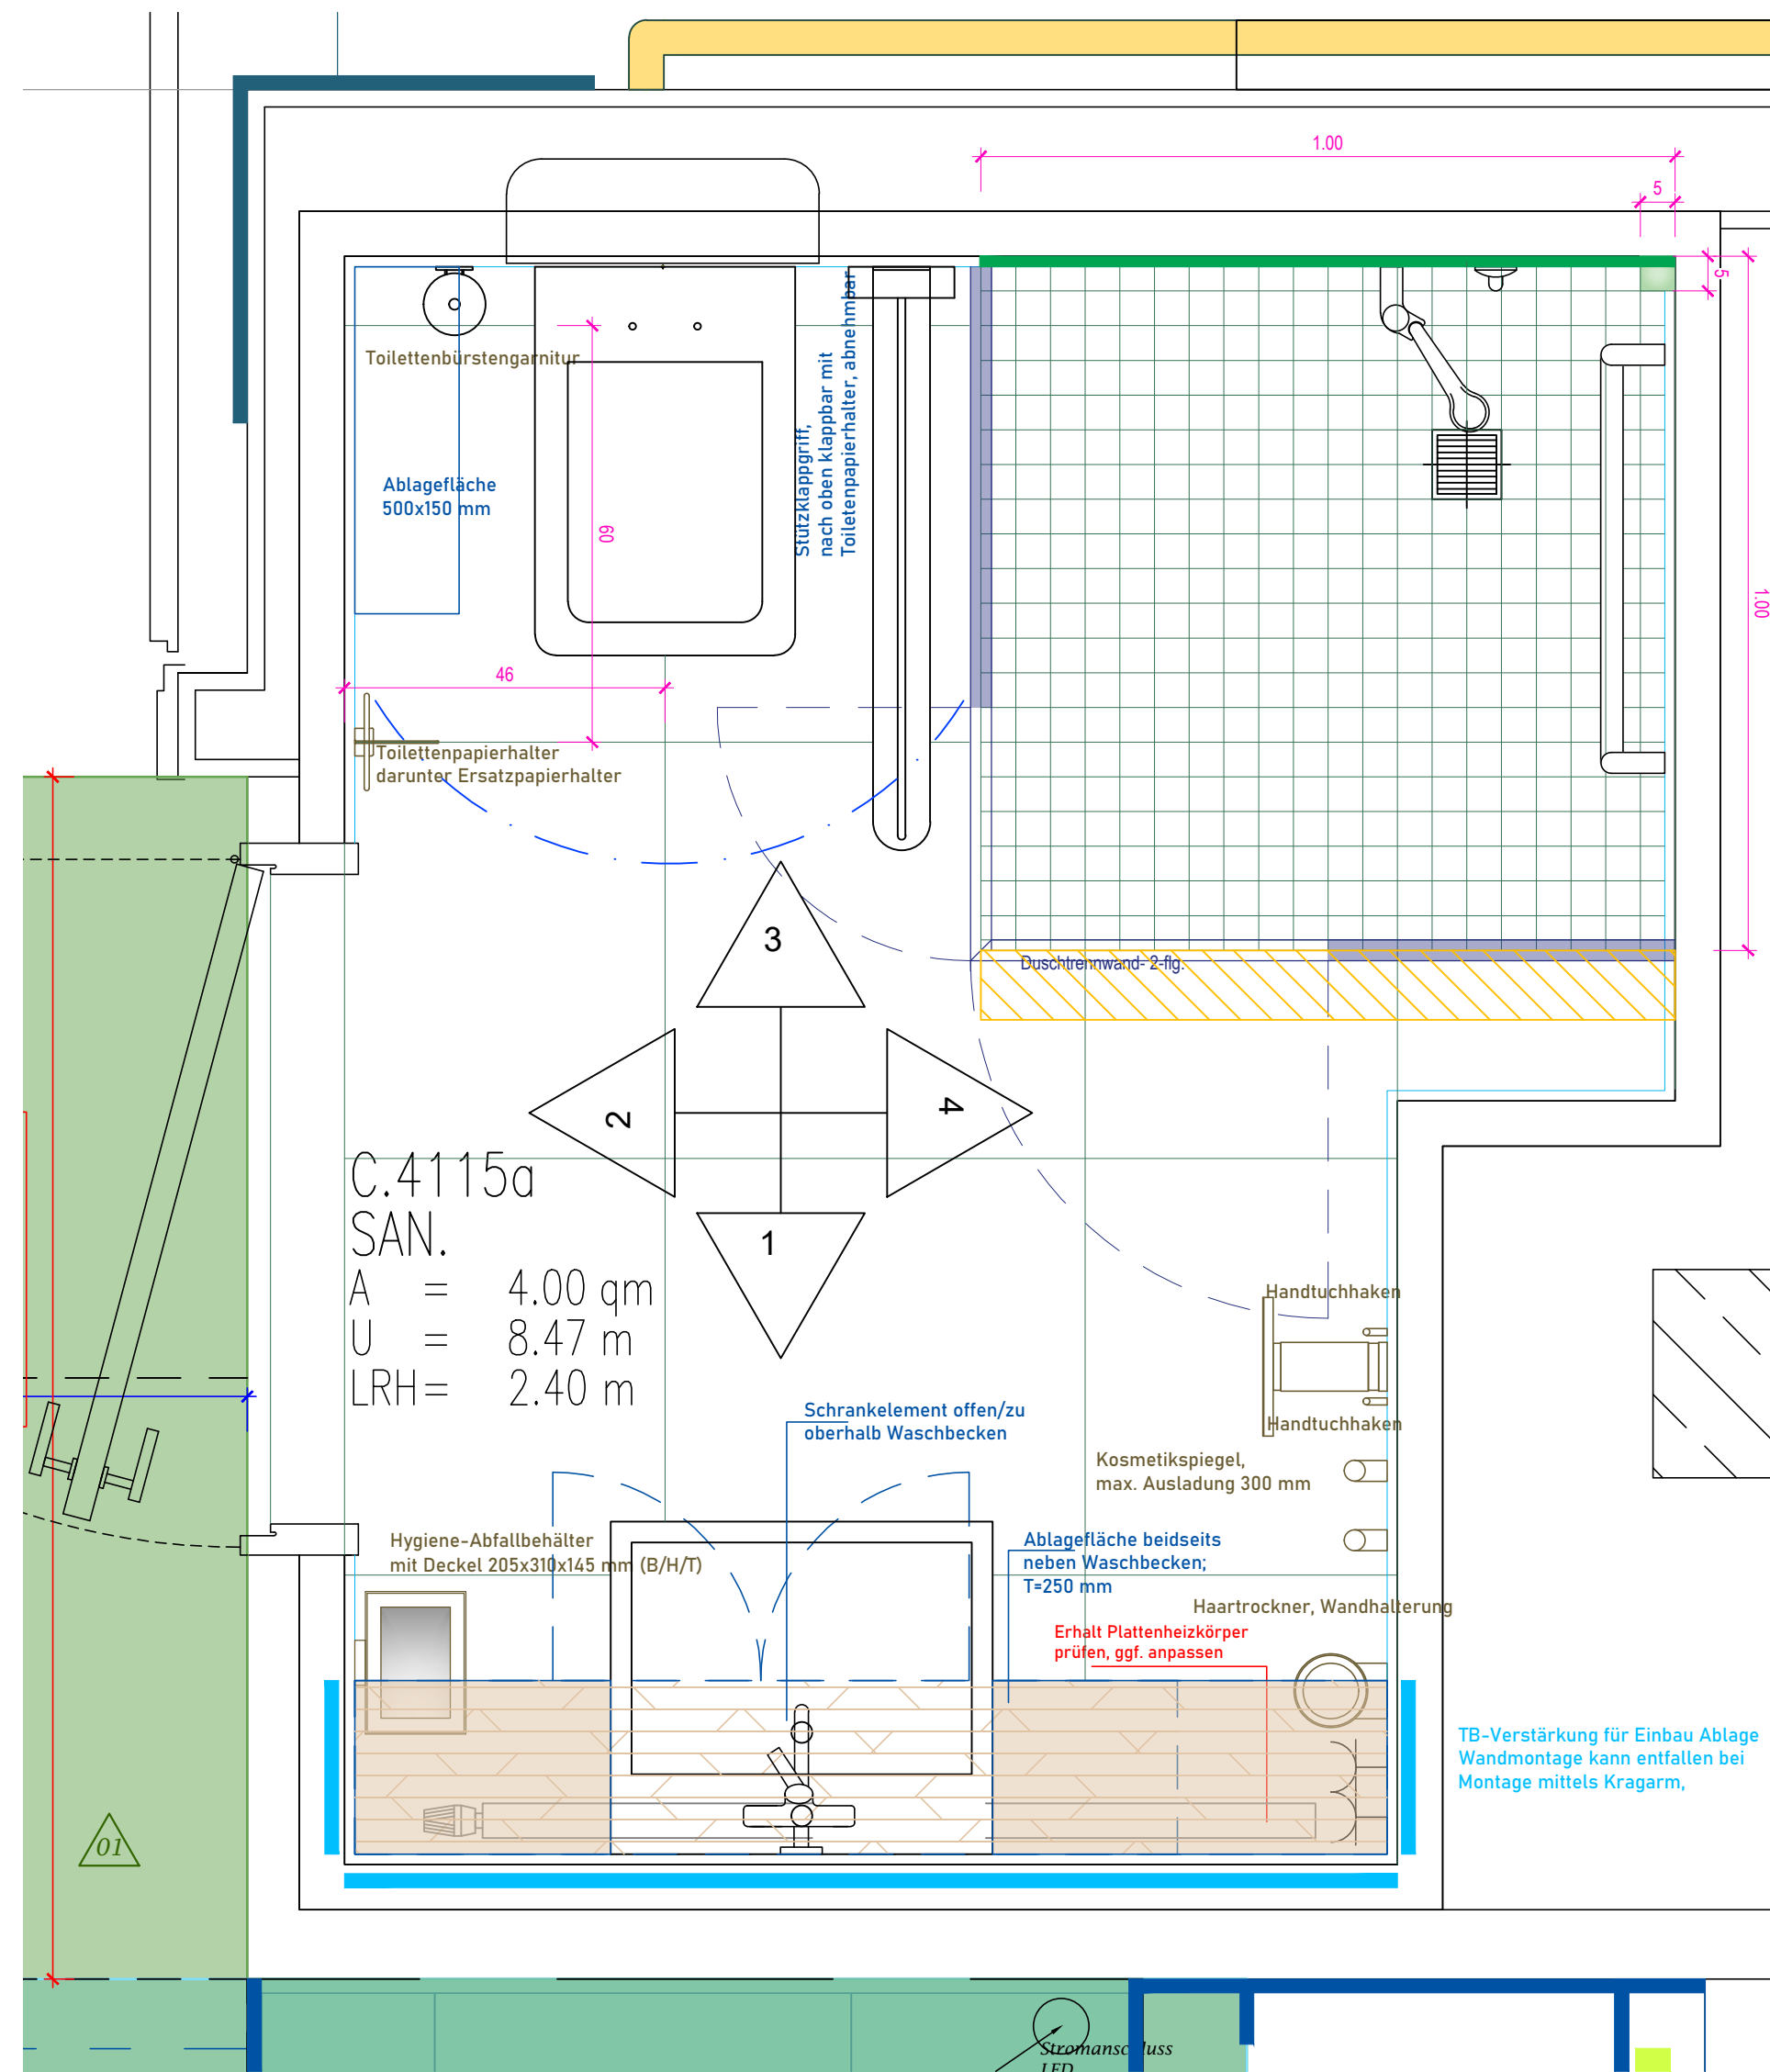 1.00
5
5
Toilettenbürstengarnitur
Stützklappgriff,
nach oben klappbar mit
Toiletenpapierhalter, abnehmbar
Ablagefläche
500x150 mm
60
1.00
46
Toilettenpapierhalter
darunter Ersatzpapierhalter
3
Duschtrennwand- 2-flg.
2
4
1
C.4115a
SAN.
A = 4.00 qm
U = 8.47 m
LRH= 2.40 m
Handtuchhaken
Handtuchhaken
Schrankelement offen/zu
oberhalb Waschbecken
Kosmetikspiegel,
max. Ausladung 300 mm
Hygiene-Abfallbehälter
mit Deckel 205x310x145 mm (B/H/T)
Ablagefläche beidseits
neben Waschbecken;
T=250 mm
Haartrockner, Wandhalterung
Erhalt Plattenheizkörper
prüfen, ggf. anpassen
TB-Verstärkung für Einbau Ablage
Wandmontage kann entfallen bei
Montage mittels Kragarm,
01
Stromanschluss
LED